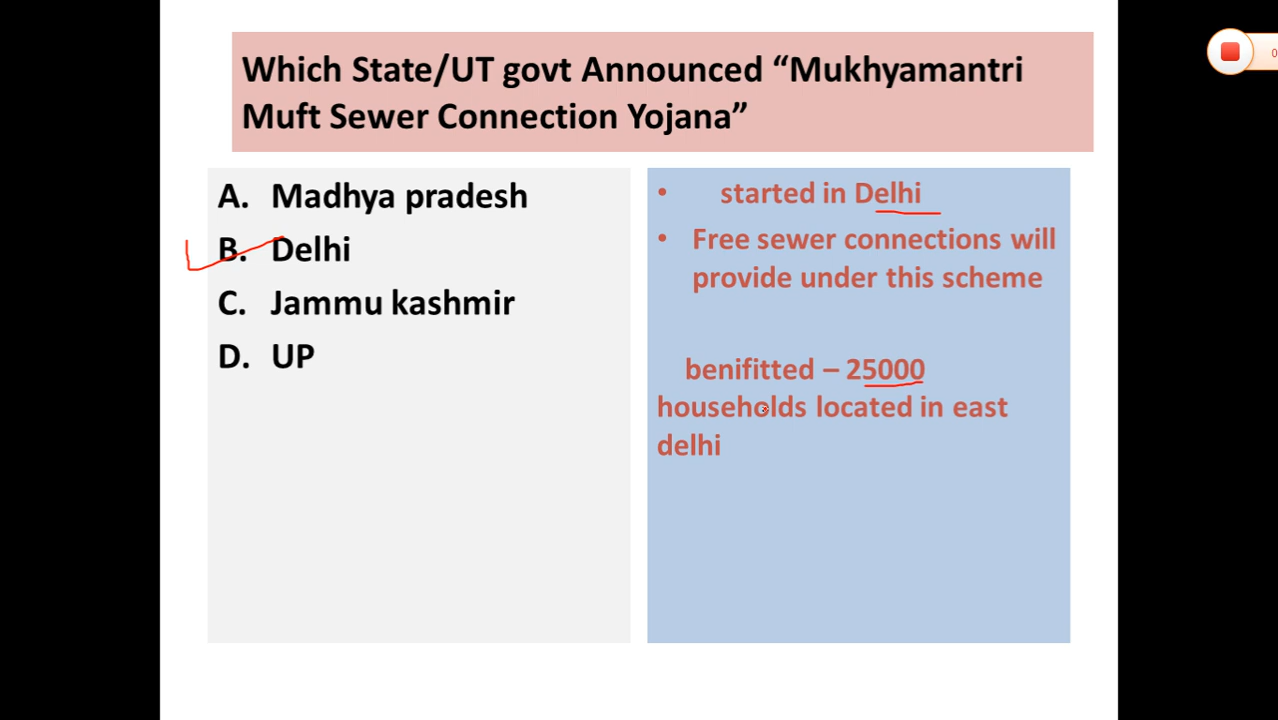 Which State/UT govt Announced “Mukhyamantri
Muft Sewer Connection Yojana”
A. Madhya pradesh
B. Delhi
C. Jammu kashmir
D. UP
• started in Delhi
• Free sewer connections will
provide under this scheme
benifitted – 25000
households located in east
delhi
0